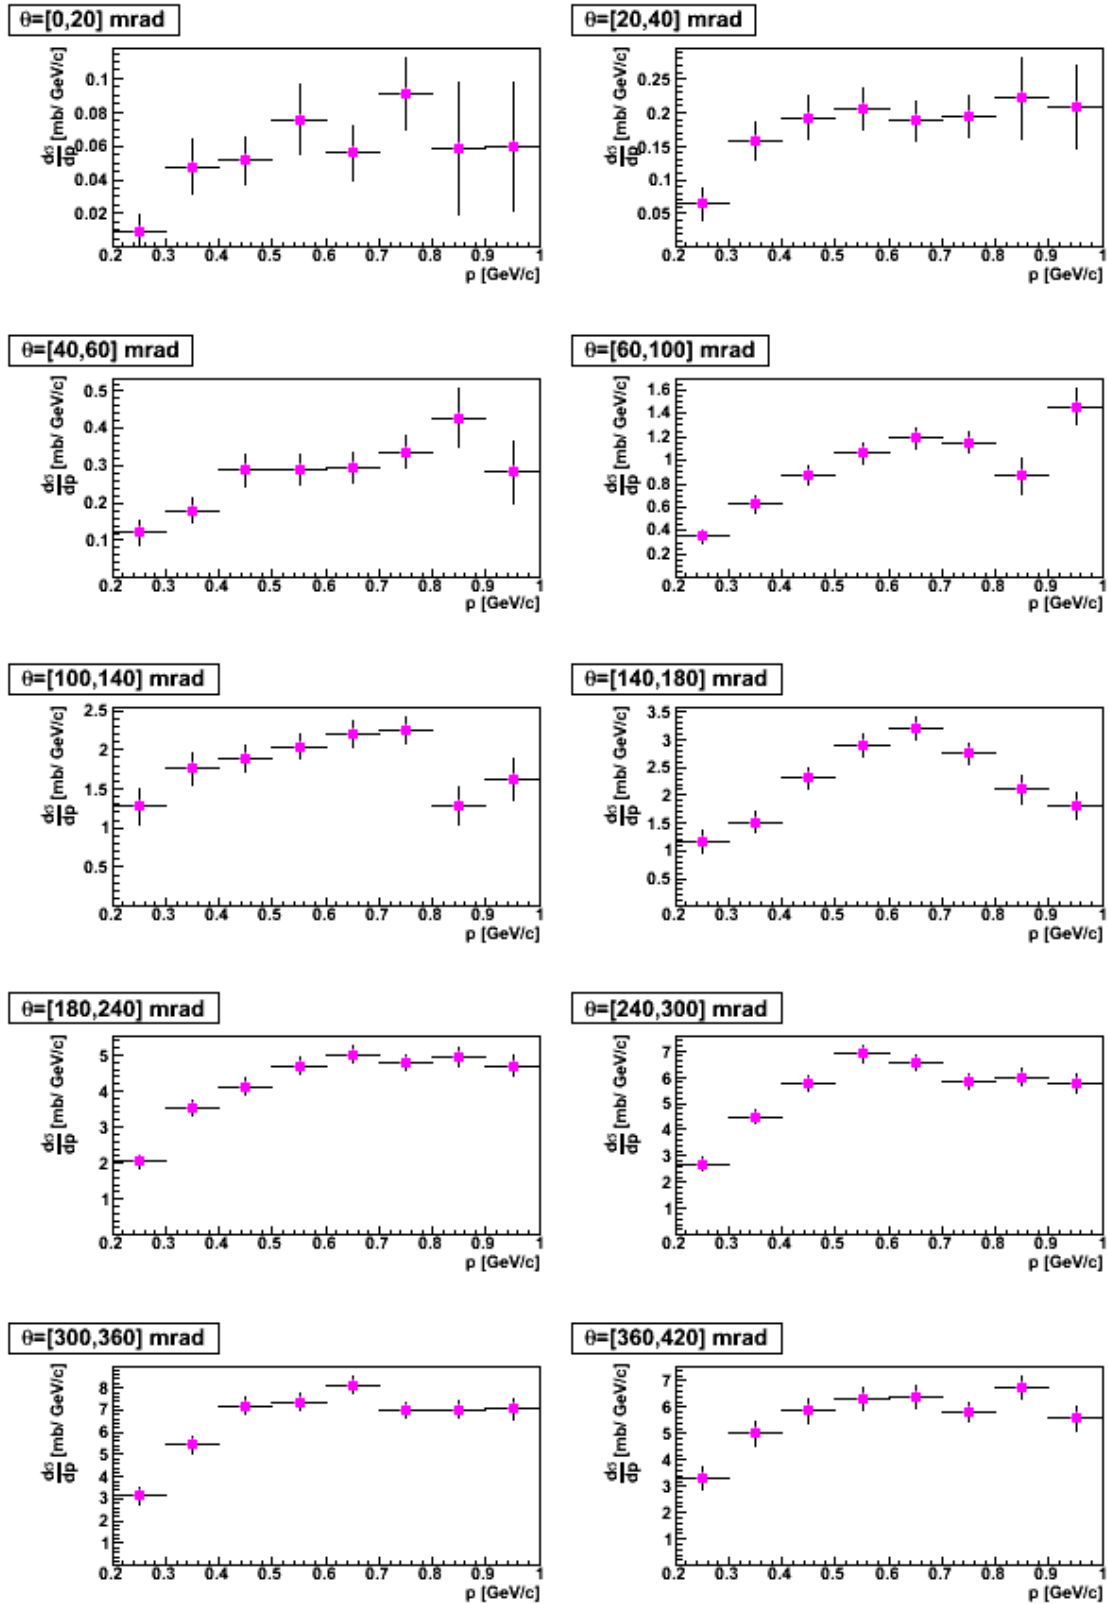 θ=[0,20] mrad
dσ/dp [mb/ GeV/c]
0.1
0.08
0.06
0.04
0.02
0.2 0.3 0.4 0.5 0.6 0.7 0.8 0.9 1
p [GeV/c]
θ=[20,40] mrad
dσ/dp [mb/ GeV/c]
0.25
0.2
0.15
0.1
0.05
0.2 0.3 0.4 0.5 0.6 0.7 0.8 0.9 1
p [GeV/c]
θ=[40,60] mrad
dσ/dp [mb/ GeV/c]
0.5
0.4
0.3
0.2
0.1
0.2 0.3 0.4 0.5 0.6 0.7 0.8 0.9 1
p [GeV/c]
θ=[60,100] mrad
dσ/dp [mb/ GeV/c]
1.6
1.4
1.2
1
0.8
0.6
0.4
0.2
0.2 0.3 0.4 0.5 0.6 0.7 0.8 0.9 1
p [GeV/c]
θ=[100,140] mrad
dσ/dp [mb/ GeV/c]
2.5
2
1.5
1
0.5
0.2 0.3 0.4 0.5 0.6 0.7 0.8 0.9 1
p [GeV/c]
θ=[140,180] mrad
dσ/dp [mb/ GeV/c]
3.5
3
2.5
2
1.5
1
0.5
0.2 0.3 0.4 0.5 0.6 0.7 0.8 0.9 1
p [GeV/c]
θ=[180,240] mrad
dσ/dp [mb/ GeV/c]
5
4
3
2
1
0.2 0.3 0.4 0.5 0.6 0.7 0.8 0.9 1
p [GeV/c]
θ=[240,300] mrad
dσ/dp [mb/ GeV/c]
7
6
5
4
3
2
1
0.2 0.3 0.4 0.5 0.6 0.7 0.8 0.9 1
p [GeV/c]
θ=[300,360] mrad
dσ/dp [mb/ GeV/c]
8
7
6
5
4
3
2
1
0.2 0.3 0.4 0.5 0.6 0.7 0.8 0.9 1
p [GeV/c]
θ=[360,420] mrad
dσ/dp [mb/ GeV/c]
7
6
5
4
3
2
1
0.2 0.3 0.4 0.5 0.6 0.7 0.8 0.9 1
p [GeV/c]